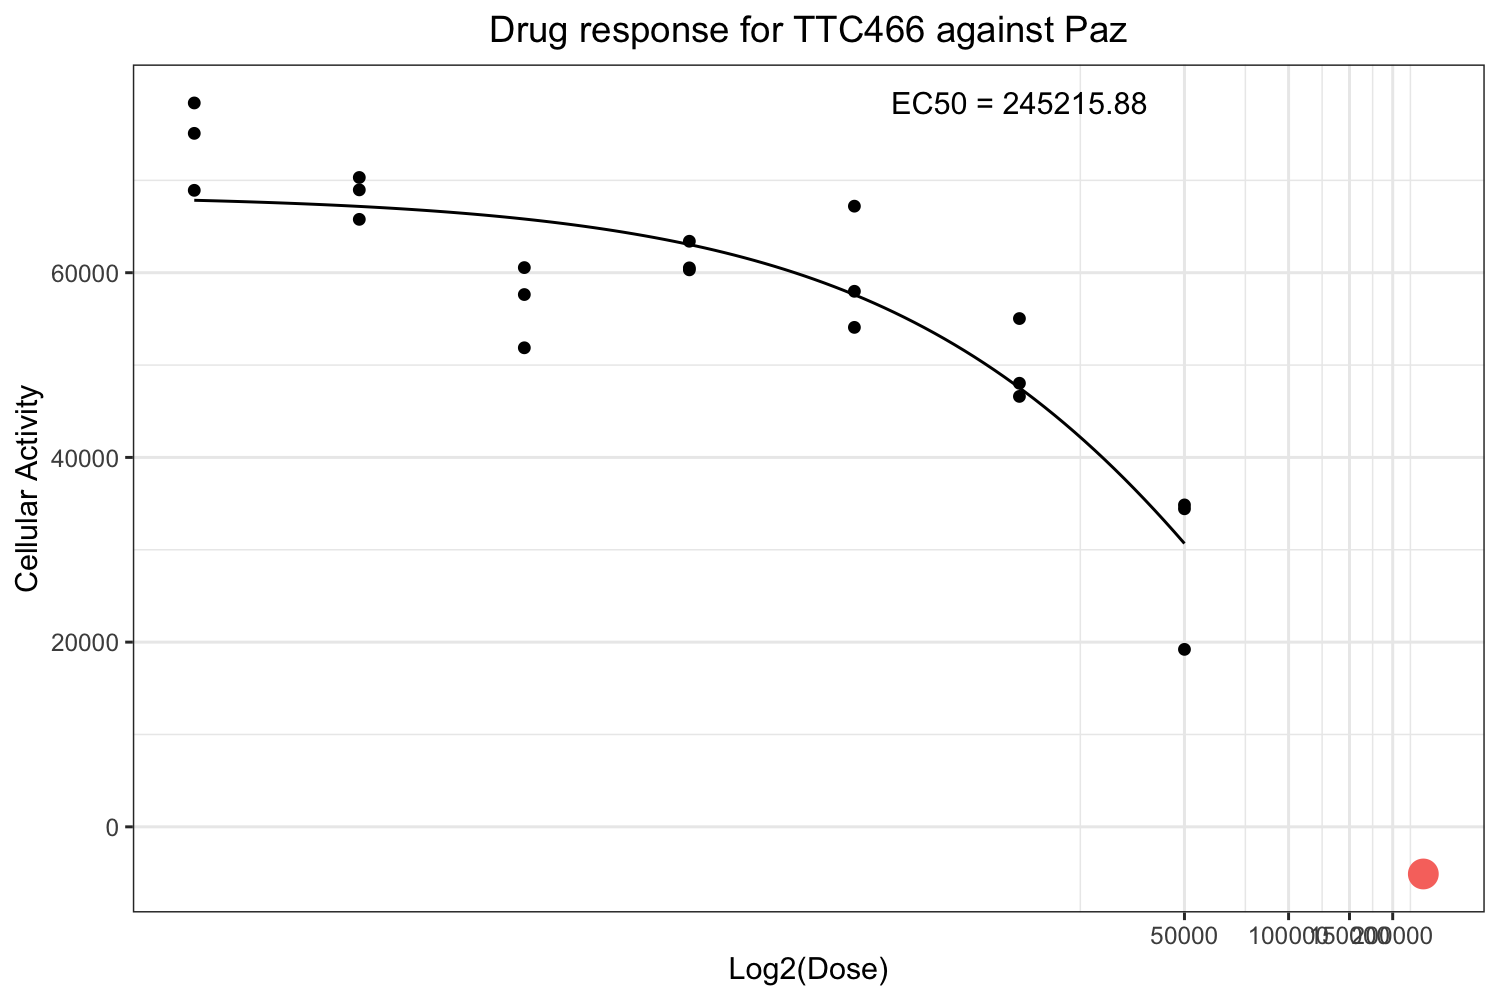 Drug response for TTC466 against Paz
EC50 = 245215.88
60000
40000
20000
0
Cellular Activity
50000 100000 150000 200000
Log2(Dose)